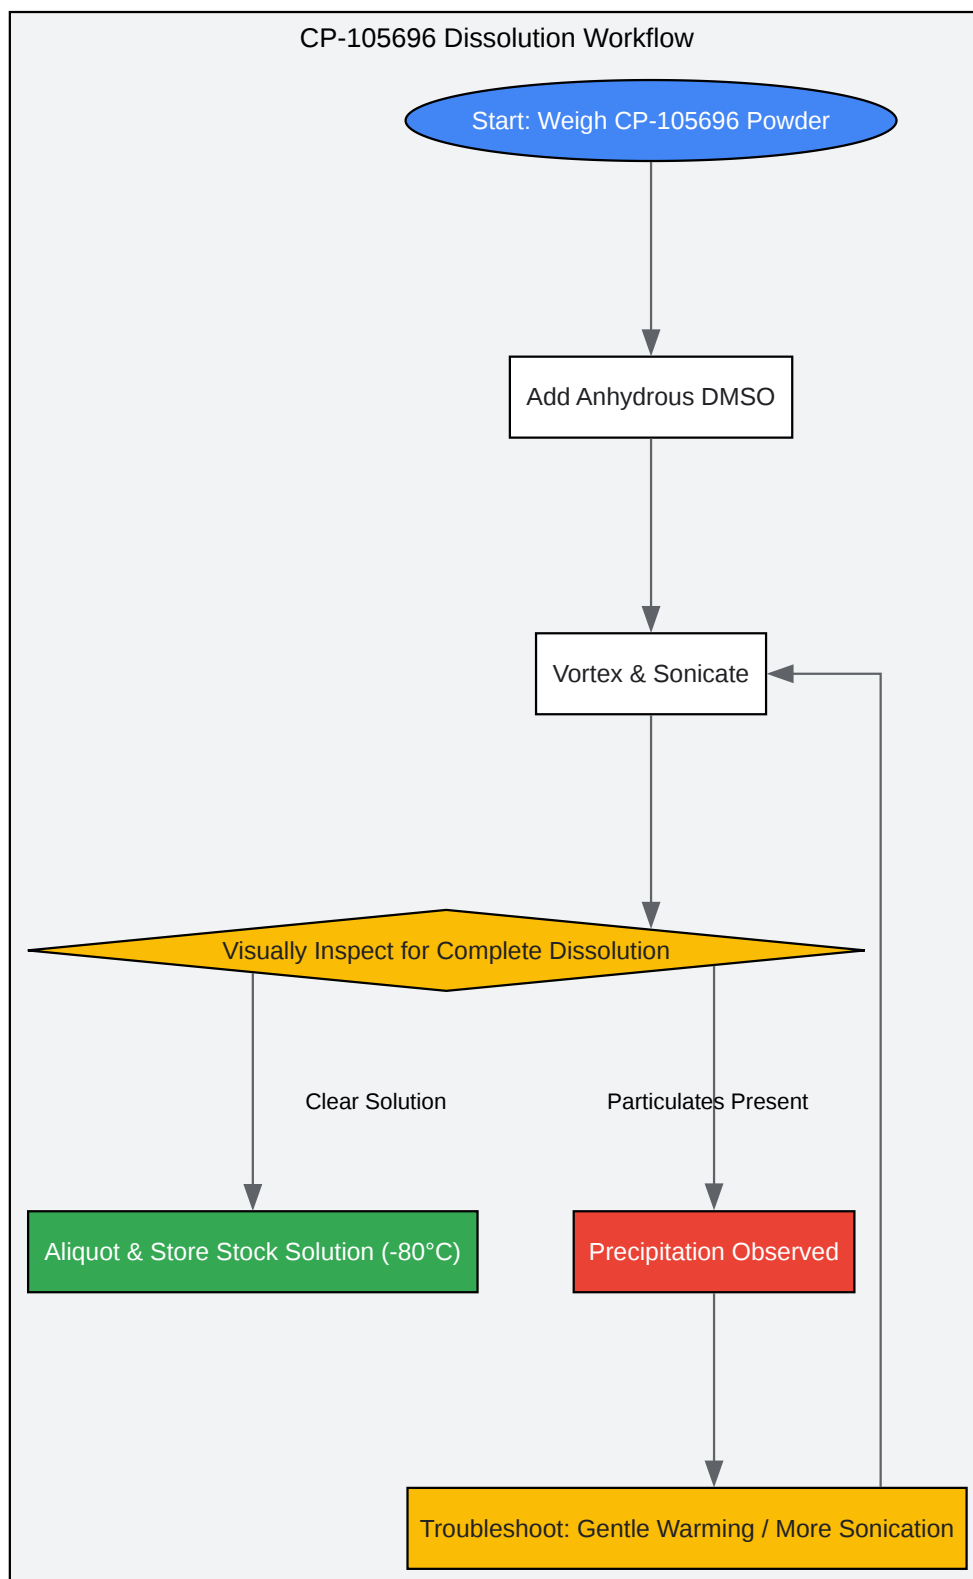 CP-105696 Dissolution Workflow
Start: Weigh CP-105696 Powder
Add Anhydrous DMSO
Vortex & Sonicate
Visually Inspect for Complete Dissolution
Clear Solution
Particulates Present
Aliquot & Store Stock Solution (-80°C)
Precipitation Observed
Troubleshoot: Gentle Warming / More Sonication